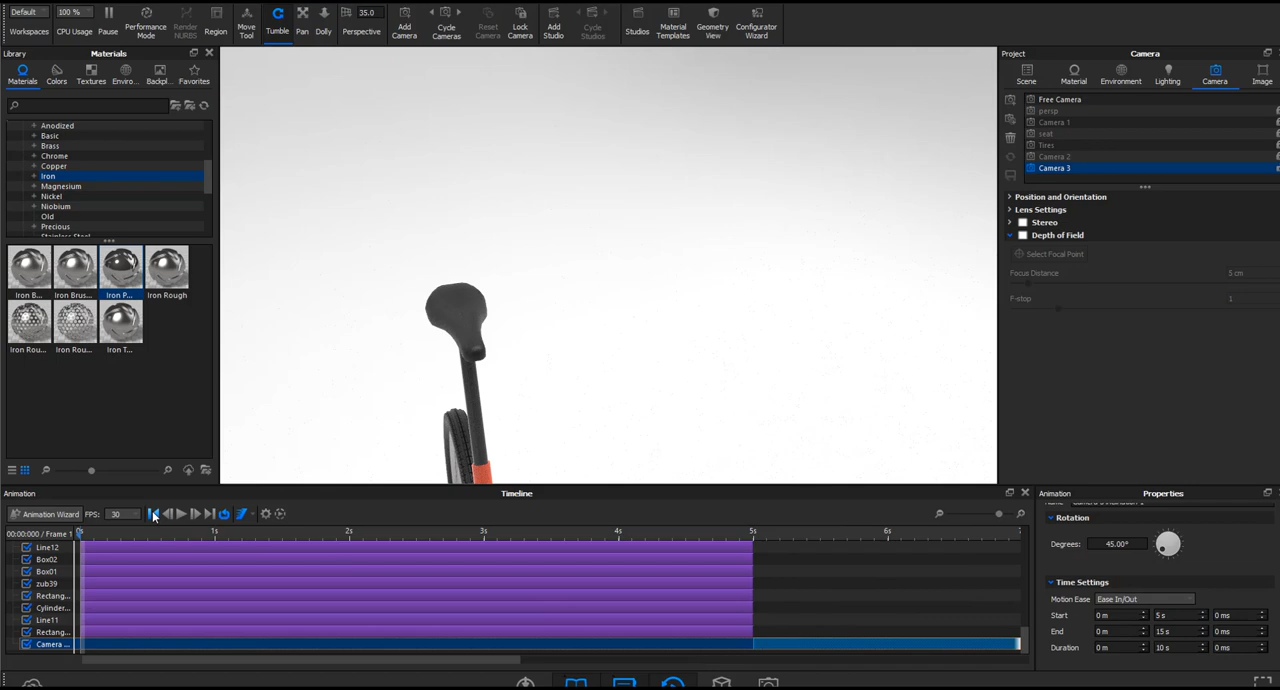 Default 100 % 35.0
Workspaces CPU Usage Pause Performance Mode Render NURBS Region Move Tool Tumble Pan Dolly Perspective Add Camera Cycle Cameras Reset Camera Lock Camera Add Studio Cycle Studios Studios Material Templates Geometry View Configurator Wizard
Library Materials
Materials Colors Textures Enviro... Backpl... Favorites
Anodized
Basic
Brass
Chrome
Copper
Iron
Magnesium
Nickel
Niobium
Old
Precious
Stainless Steel
Iron B... Iron Brus... Iron P... Iron Rough
Iron Rou... Iron Rou... Iron T...
Project Camera
Scene Material Environment Lighting Camera Image
Free Camera
persp
Camera 1
seat
Tires
Camera 2
Camera 3
Position and Orientation
Lens Settings
Stereo
Depth of Field
Select Focal Point
Focus Distance 5 cm
F-stop 1
Animation Timeline
Animation Wizard FPS: 30
00:00:000 / Frame 1 0s 1s 2s 3s 4s 5s 6s
Line12
Box02
Box01
zub39
Rectang...
Cylinder...
Line11
Rectang...
Camera ...
Animation Properties
Rotation
Degrees: 45.00°
Time Settings
Motion Ease Ease In/Out
Start 0 m 5 s 0 ms
End 0 m 15 s 0 ms
Duration 0 m 10 s 0 ms